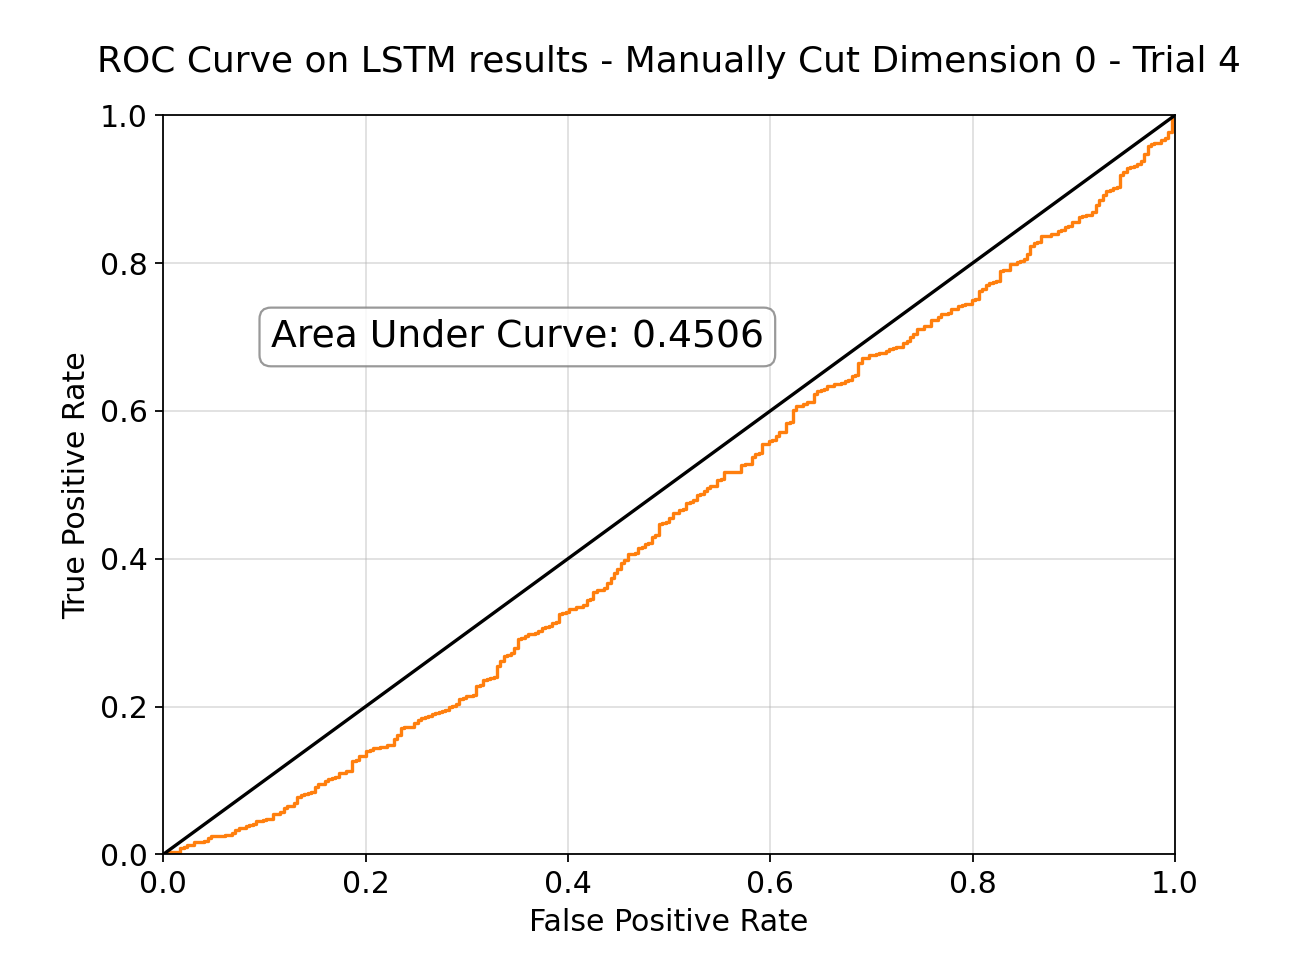 ROC Curve on LSTM results - Manually Cut Dimension 0 - Trial 4
1.0
0.8
Area Under Curve: 0.4506
True Positive Rate
0.6
0.4
0.2
0.0
0.0 0.2 0.4 0.6 0.8 1.0
False Positive Rate